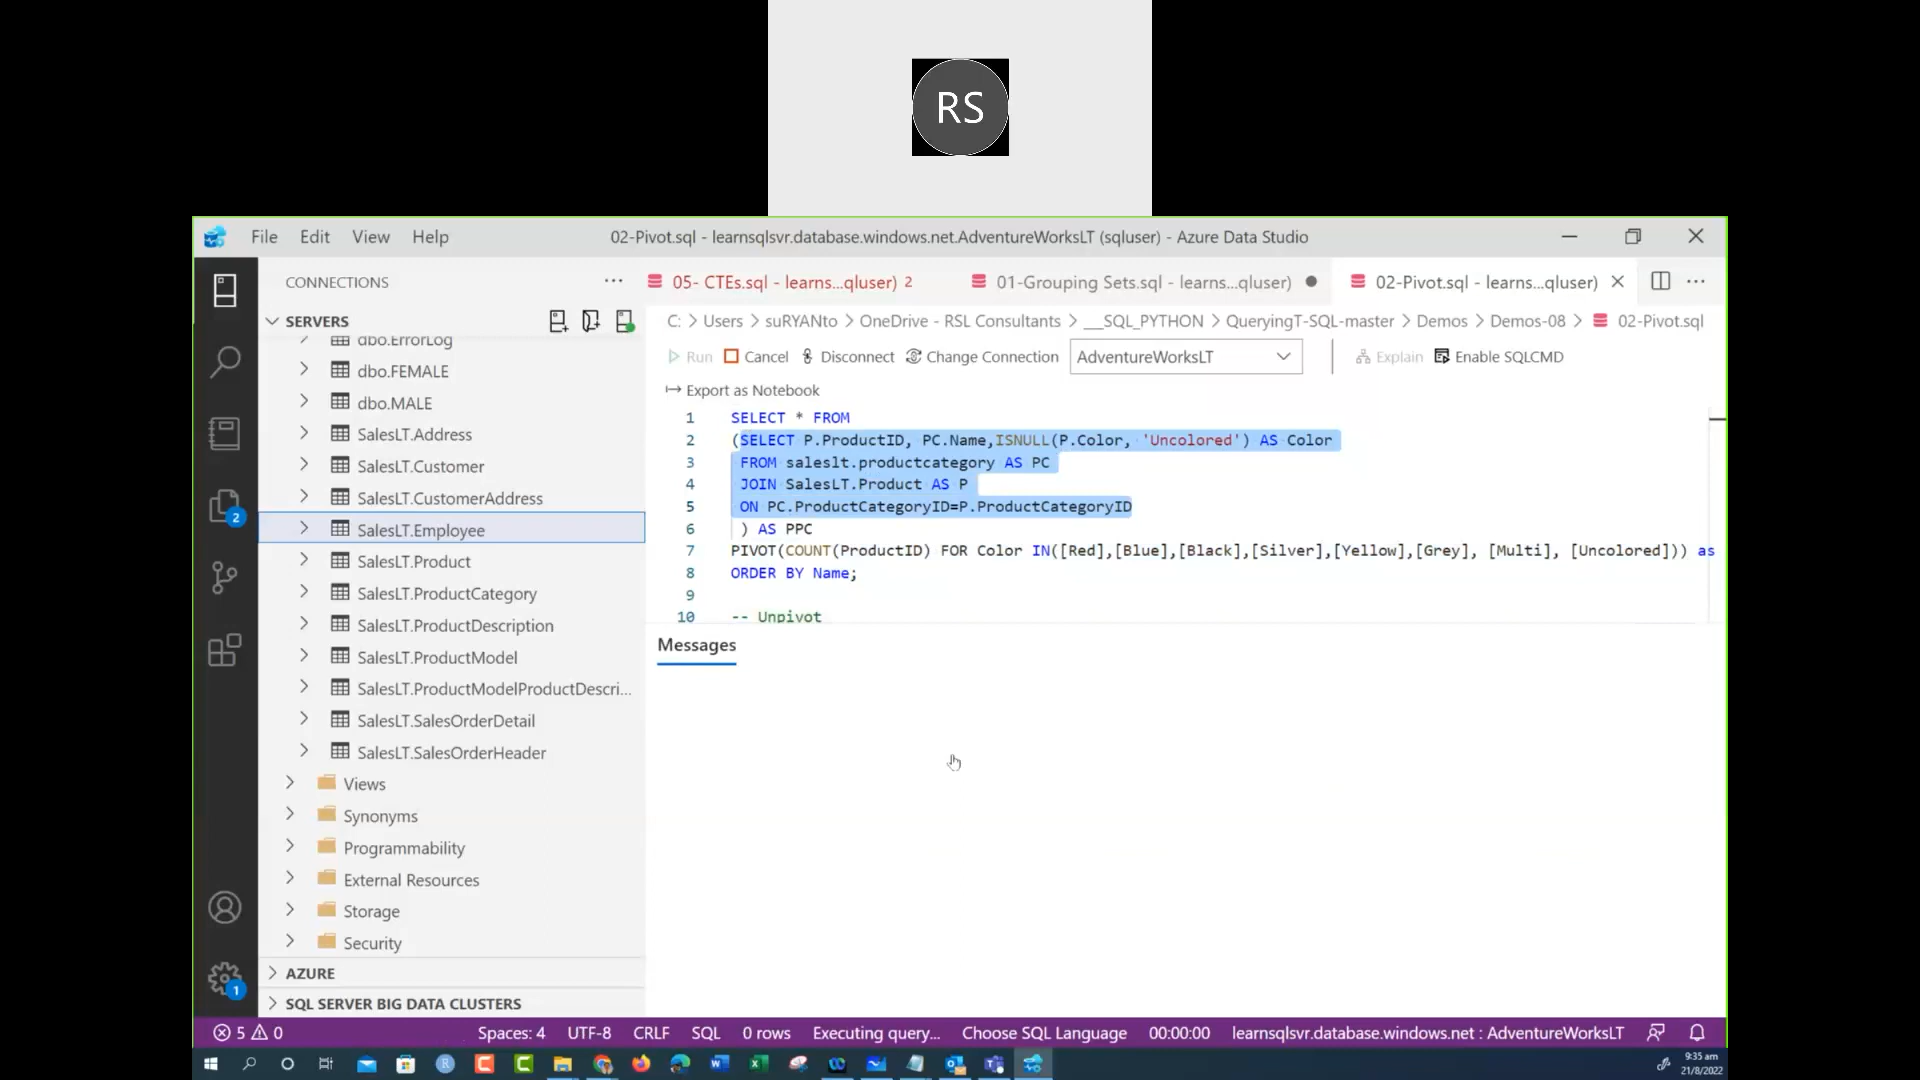 RS
File Edit View Help
02-Pivot.sql - learnsqlsvr.database.windows.net.AdventureWorksLT (sqluser) - Azure Data Studio
CONNECTIONS
05- CTEs.sql - learns...qluser) 2
01-Grouping Sets.sql - learns...qluser)
02-Pivot.sql - learns...qluser)
SERVERS
C: > Users > suRYANto > OneDrive - RSL Consultants > __SQL_PYTHON > QueryingT-SQL-master > Demos > Demos-08 > 02-Pivot.sql
Run Cancel Disconnect Change Connection AdventureWorksLT Explain Enable SQLCMD
Export as Notebook
1 SELECT * FROM
2 (SELECT P.ProductID, PC.Name,ISNULL(P.Color, 'Uncolored') AS Color
3 FROM saleslt.productcategory AS PC
4 JOIN SalesLT.Product AS P
5 ON PC.ProductCategoryID=P.ProductCategoryID
6 ) AS PPC
7 PIVOT(COUNT(ProductID) FOR Color IN([Red],[Blue],[Black],[Silver],[Yellow],[Grey], [Multi], [Uncolored])) as
8 ORDER BY Name;
9
10 -- Unpivot
Messages
dbo.ErrorLog
dbo.FEMALE
dbo.MALE
SalesLT.Address
SalesLT.Customer
SalesLT.CustomerAddress
SalesLT.Employee
SalesLT.Product
SalesLT.ProductCategory
SalesLT.ProductDescription
SalesLT.ProductModel
SalesLT.ProductModelProductDescri...
SalesLT.SalesOrderDetail
SalesLT.SalesOrderHeader
Views
Synonyms
Programmability
External Resources
Storage
Security
AZURE
SQL SERVER BIG DATA CLUSTERS
2
1
5 0 Spaces: 4 UTF-8 CRLF SQL 0 rows Executing query... Choose SQL Language 00:00:00 learnsqlsvr.database.windows.net : AdventureWorksLT
9:35 am
21/8/2022